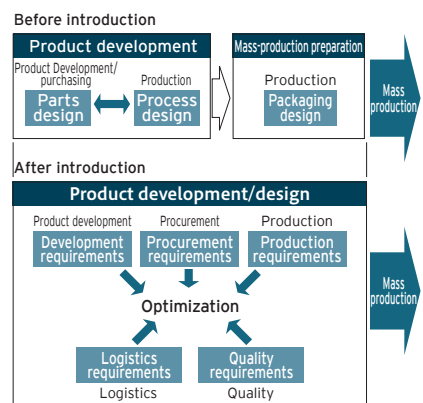 Before introduction
Product development
Mass-production preparation
Product Development/
purchasing
Production
Parts
design
Process
design
Production
Packaging
design
Mass
production
After introduction
Product development/design
Product development
Procurement
Production
Development
requirements
Procurement
requirements
Production
requirements
Optimization
Mass
production
Logistics
requirements
Quality
requirements
Logistics
Quality